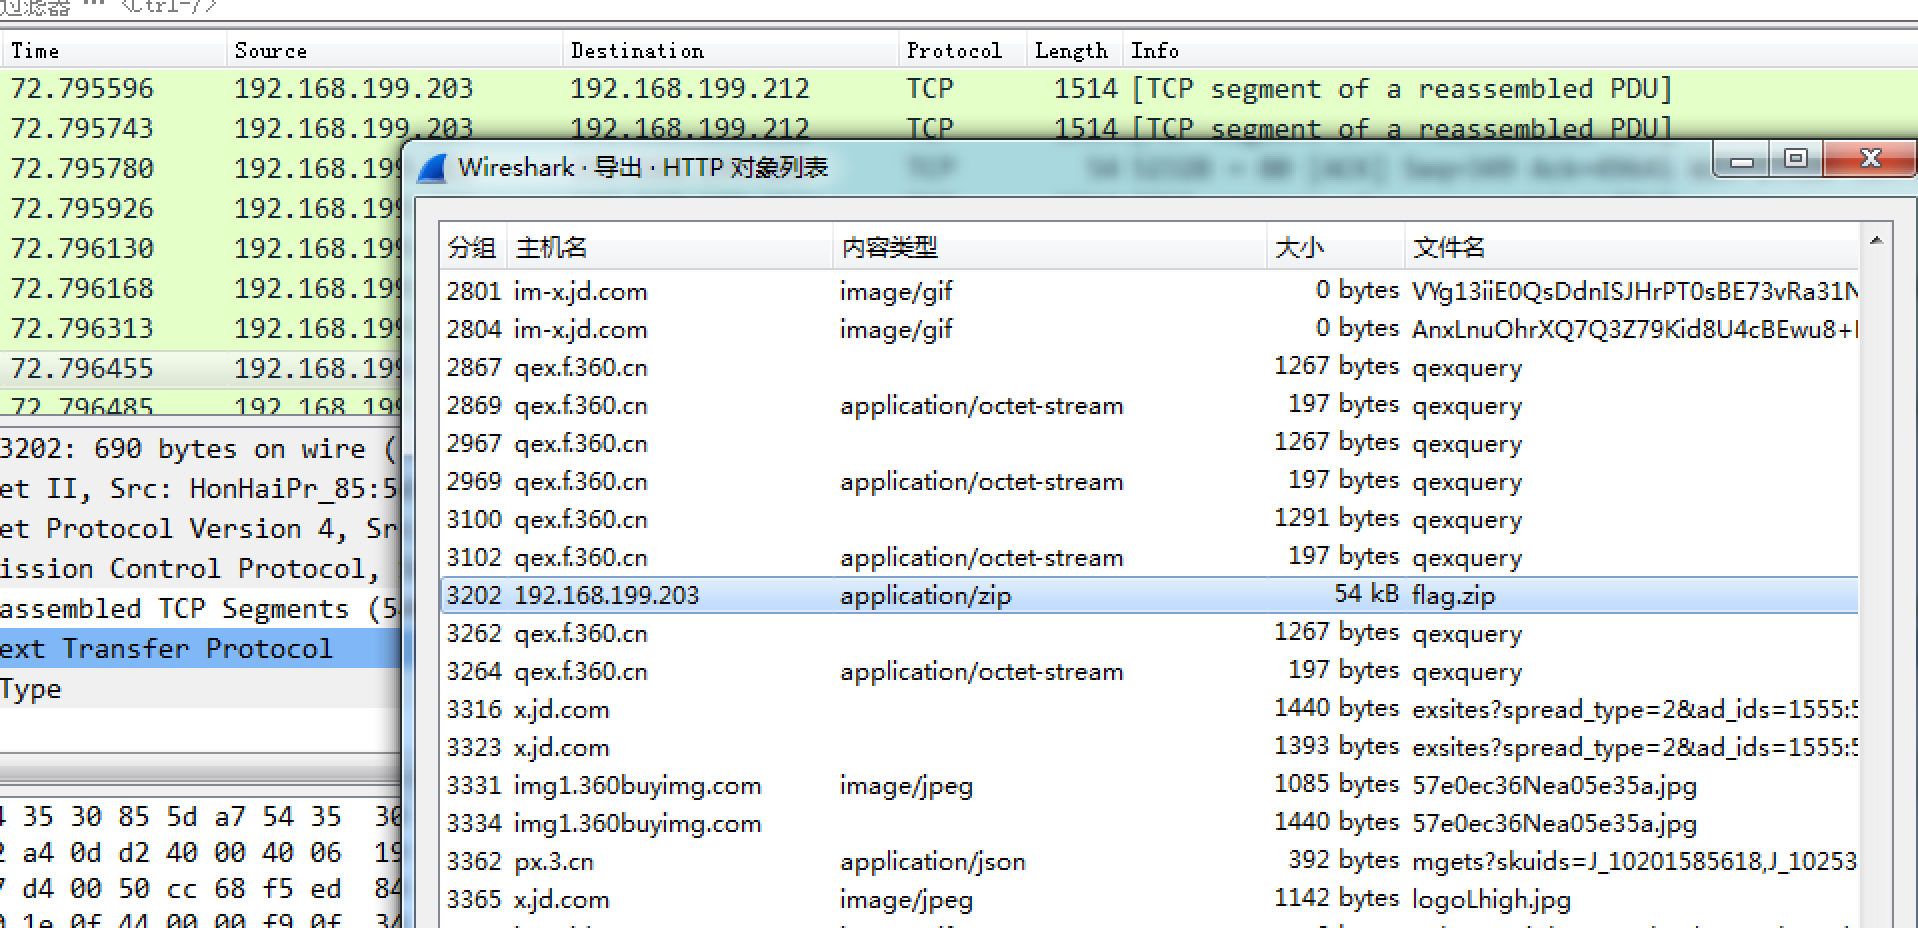 过滤器 … <Ctrl-/>
Time Source Destination Protocol Length Info
72.795596 192.168.199.203 192.168.199.212 TCP 1514 [TCP segment of a reassembled PDU]
72.795743 192.168.199.203 192.168.199.212 TCP 1514 [TCP segment of a reassembled PDU]
72.795780 192.168.199
72.795926 192.168.199
72.796130 192.168.199
72.796168 192.168.199
72.796313 192.168.199
72.796455 192.168.199
72.796485 192.168.199
3202: 690 bytes on wire (
et II, Src: HonHaiPr_85:5
et Protocol Version 4, Sr
ission Control Protocol,
assembled TCP Segments (5
ext Transfer Protocol
Type
35 30 85 5d a7 54 35 30
a4 0d d2 40 00 40 06 19
d4 00 50 cc 68 f5 ed 84
1e 0f 44 00 00 f9 0f 34
Wireshark · 导出 · HTTP 对象列表
分组 主机名 内容类型 大小 文件名
2801 im-x.jd.com image/gif 0 bytes VYg13iiE0QsDdnISJHrPT0sBE73vRa31N
2804 im-x.jd.com image/gif 0 bytes AnxLnuOhrXQ7Q3Z79Kid8U4cBEwu8+
2867 qex.f.360.cn 1267 bytes qexquery
2869 qex.f.360.cn application/octet-stream 197 bytes qexquery
2967 qex.f.360.cn 1267 bytes qexquery
2969 qex.f.360.cn application/octet-stream 197 bytes qexquery
3100 qex.f.360.cn 1291 bytes qexquery
3102 qex.f.360.cn application/octet-stream 197 bytes qexquery
3202 192.168.199.203 application/zip 54 kB flag.zip
3262 qex.f.360.cn 1267 bytes qexquery
3264 qex.f.360.cn application/octet-stream 197 bytes qexquery
3316 x.jd.com 1440 bytes exsites?spread_type=2&ad_ids=1555:5
3323 x.jd.com 1393 bytes exsites?spread_type=2&ad_ids=1555:5
3331 img1.360buyimg.com image/jpeg 1085 bytes 57e0ec36Nea05e35a.jpg
3334 img1.360buyimg.com 1440 bytes 57e0ec36Nea05e35a.jpg
3362 px.3.cn application/json 392 bytes mgets?skuids=J_10201585618,J_10253
3365 x.jd.com image/jpeg 1142 bytes logoLhigh.jpg